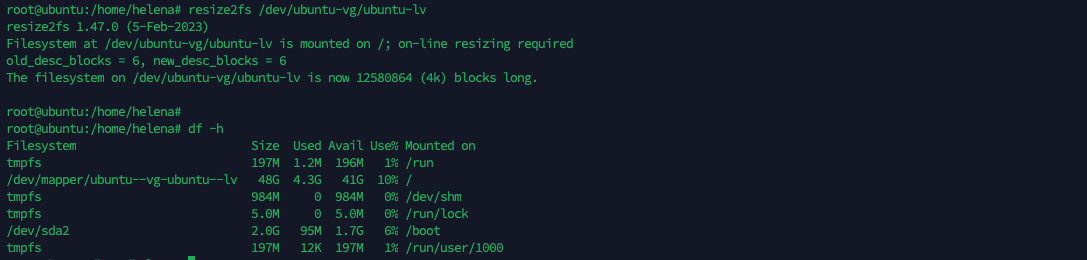 root@ubuntu:/home/helena# resize2fs /dev/ubuntu-vg/ubuntu-lv
resize2fs 1.47.0 (5-Feb-2023)
Filesystem at /dev/ubuntu-vg/ubuntu-lv is mounted on /; on-line resizing required
old_desc_blocks = 6, new_desc_blocks = 6
The filesystem on /dev/ubuntu-vg/ubuntu-lv is now 12580864 (4k) blocks long.

root@ubuntu:/home/helena#
root@ubuntu:/home/helena# df -h
Filesystem                         Size  Used Avail Use% Mounted on
tmpfs                              197M  1.2M  196M   1% /run
/dev/mapper/ubuntu--vg-ubuntu--lv   48G  4.3G   41G  10% /
tmpfs                              984M     0  984M   0% /dev/shm
tmpfs                              5.0M     0  5.0M   0% /run/lock
/dev/sda2                          2.0G   95M  1.7G   6% /boot
tmpfs                              197M   12K  197M   1% /run/user/1000